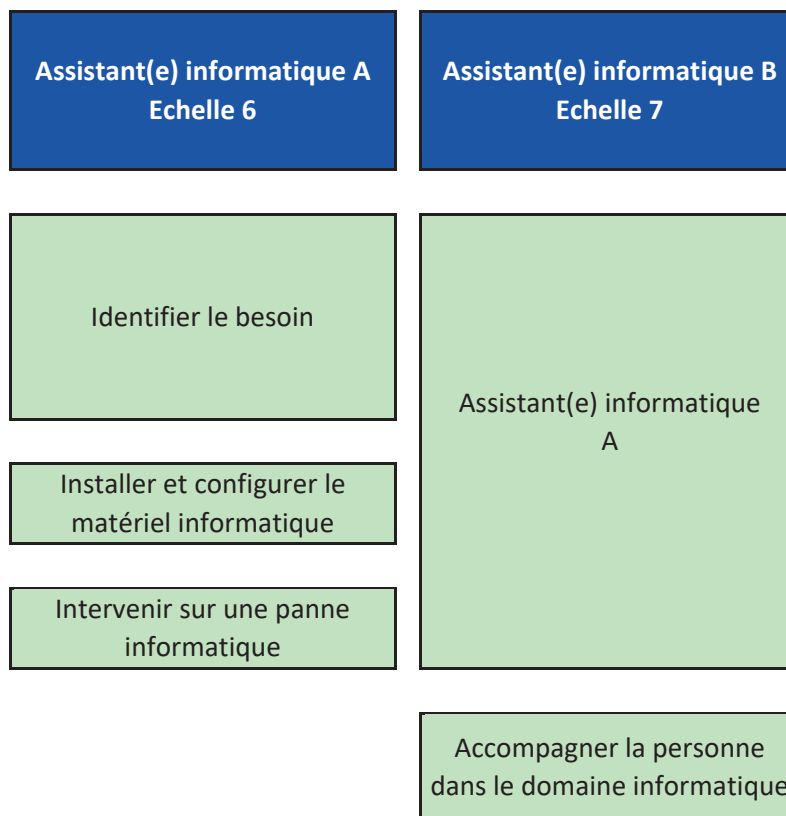 Assistant(e) informatique A
Echelle 6
Assistant(e) informatique B
Echelle 7
Identifier le besoin
Assistant(e) informatique
A
Installer et configurer le
matériel informatique
Intervenir sur une panne
informatique
Accompagner la personne
dans le domaine informatique